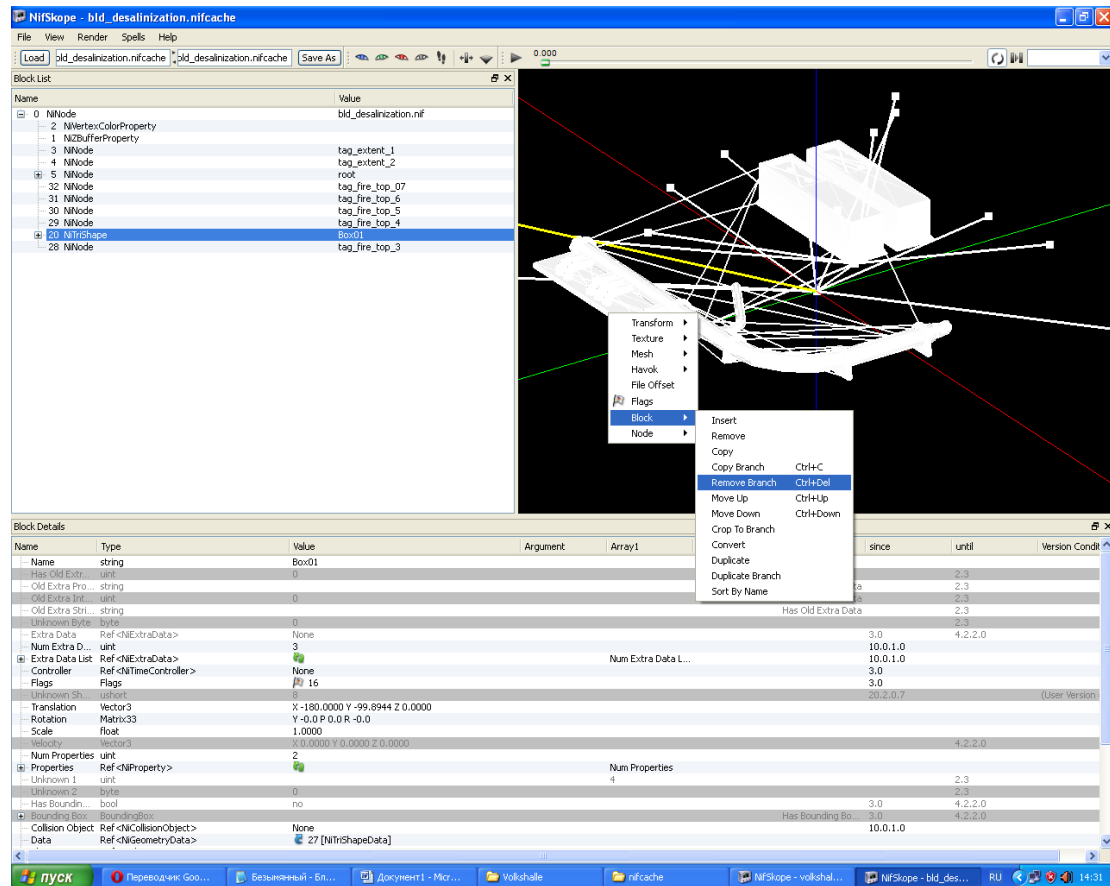 NifSkope - bld_desalinization.nifcache
File View Render Spells Help
Load bld_desalinization.nifcache bld_desalinization.nifcache Save As 0.000
Block List
Name Value
0 NiNode bld_desalinization.nif
2 NiVertexColorProperty
1 NiZBufferProperty
3 NiNode tag_extent_1
4 NiNode tag_extent_2
5 NiNode root
32 NiNode tag_fire_top_07
31 NiNode tag_fire_top_6
30 NiNode tag_fire_top_5
29 NiNode tag_fire_top_4
20 NiTriShape Box01
28 NiNode tag_fire_top_3
Transform
Texture
Mesh
Havok
File Offset
Flags
Block
Node
Insert
Remove
Copy
Copy Branch Ctrl+C
Remove Branch Ctrl+Del
Move Up Ctrl+Up
Move Down Ctrl+Down
Crop To Branch
Convert
Duplicate
Duplicate Branch
Sort By Name
Block Details
Name Type Value Argument Array1 since until Version Condit
Name string Box01
Has Old Extr... uint 0 2.3
Old Extra Pro... string ta 2.3
Old Extra Int... uint 0 ta 2.3
Old Extra Stri... string Has Old Extra Data 2.3
Unknown Byte byte 0 2.3
Extra Data Ref<NiExtraData> None 3.0 4.2.2.0
Num Extra D... uint 3 10.0.1.0
Extra Data List Ref<NiExtraData> Num Extra Data L... 10.0.1.0
Controller Ref<NiTimeController> None 3.0
Flags Flags 16 3.0
Unknown Sh... ushort 8 20.2.0.7 (User Version
Translation Vector3 X -180.0000 Y -99.8944 Z 0.0000
Rotation Matrix33 Y -0.0 P 0.0 R -0.0
Scale float 1.0000
Velocity Vector3 X 0.0000 Y 0.0000 Z 0.0000 4.2.2.0
Num Properties uint 2
Properties Ref<NiProperty> Num Properties
Unknown 1 uint 4 2.3
Unknown 2 byte 0 2.3
Has Boundin... bool no 3.0 4.2.2.0
Bounding Box BoundingBox Has Bounding Bo... 3.0 4.2.2.0
Collision Object Ref<NiCollisionObject> None 10.0.1.0
Data Ref<NiGeometryData> 27 [NiTriShapeData]
пуск Переводчик Goo... Безымянный - Бл... Документ1 - Micr... Volkshalle nifcache NifSkope - volkshal... NifSkope - bld_des... RU 14:31